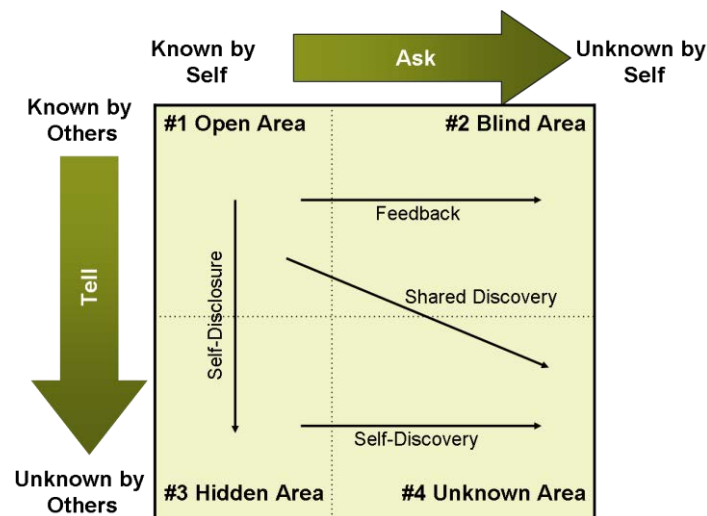 Known by
Self
Ask
Unknown by
Self
Known by
Others
#1 Open Area
#2 Blind Area
Feedback
Tell
Self-Disclosure
Shared Discovery
Self-Discovery
Unknown by
Others
#3 Hidden Area
#4 Unknown Area